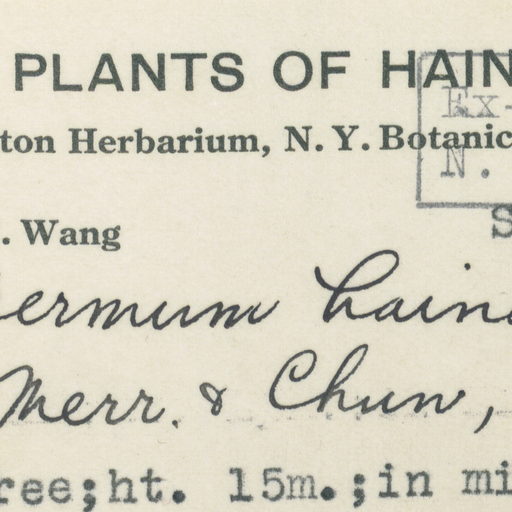 PLANTS OF HAIN
Ex-
ton Herbarium, N. Y. Botanic
N.
. Wang
S
ermum hain
Merr. & Chun,
ree;ht. 15m.;in mi